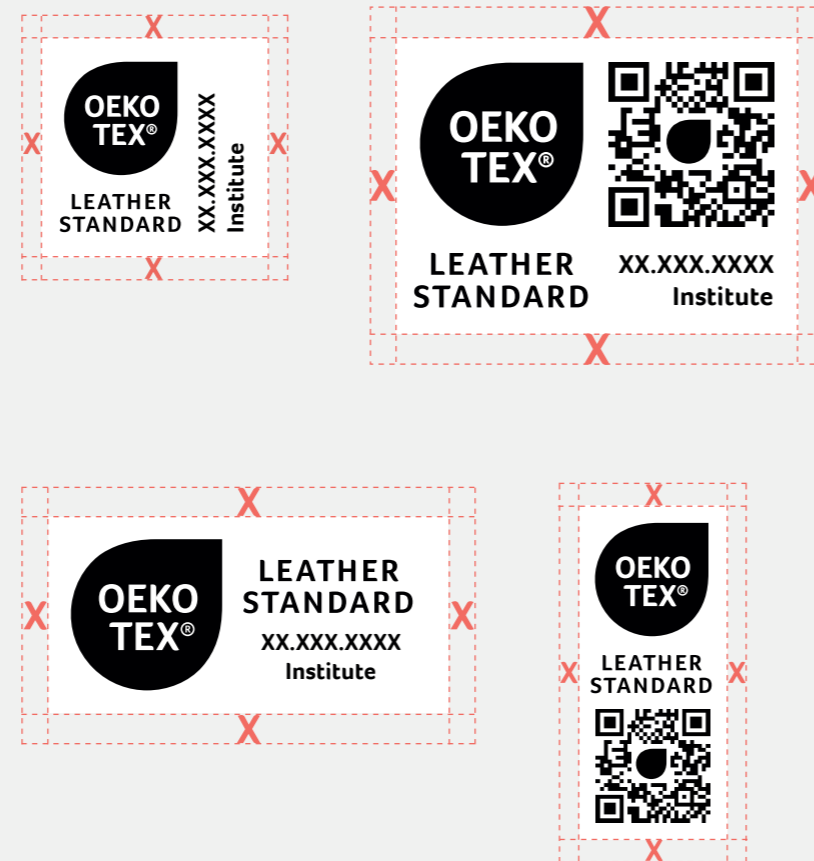 X
X
OEKO
TEX®
LEATHER
STANDARD
XX.XXX.XXXX
Institute
X
X
X
X
OEKO
TEX®
LEATHER
STANDARD
XX.XXX.XXXX
Institute
X
X
X
X
OEKO
TEX®
LEATHER
STANDARD
XX.XXX.XXXX
Institute
X
X
X
OEKO
TEX®
X
LEATHER
STANDARD
X
X